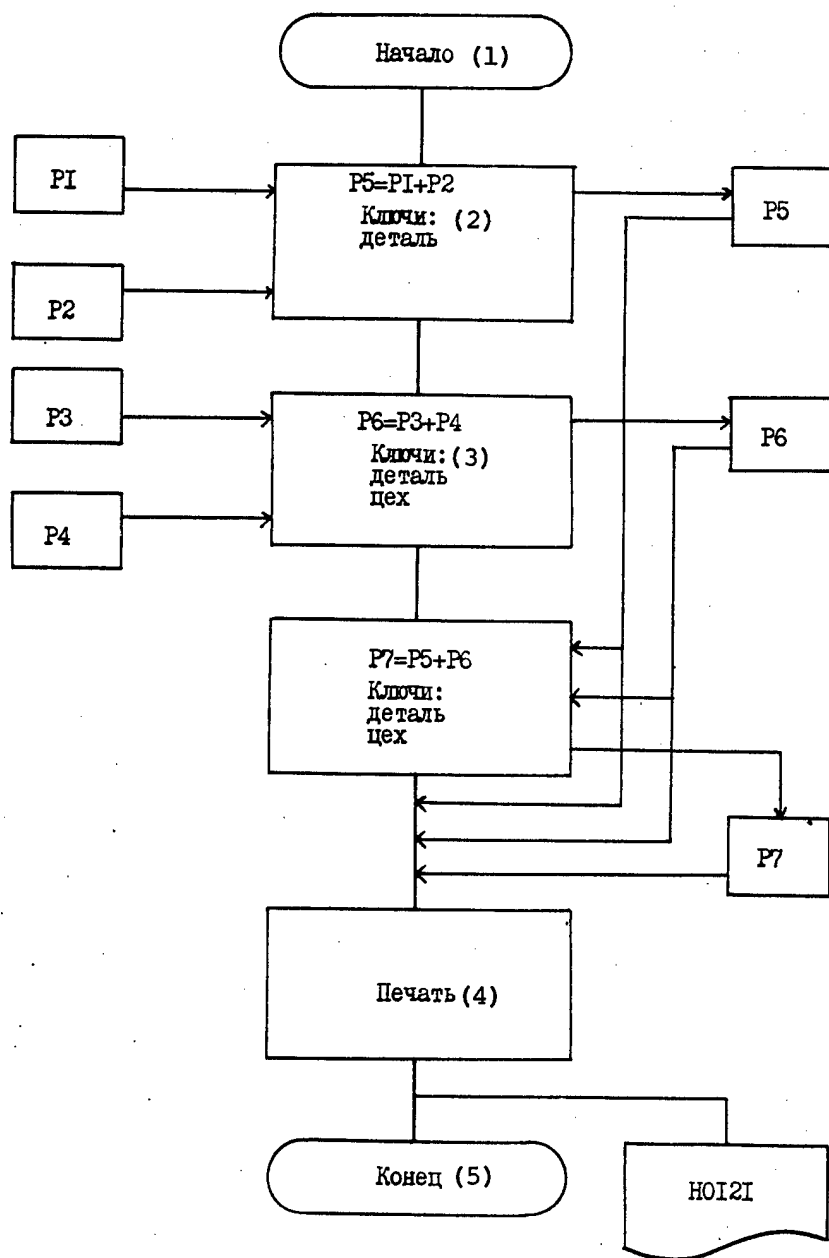 Начало (1)
PI
P5=PI+P2
Ключи: (2)
деталь
P5
P2
P3
P6=P3+P4
Ключи: (3)
деталь
цех
P6
P4
P7=P5+P6
Ключи:
деталь
цех
P7
Печать (4)
Конец (5)
HOI2I